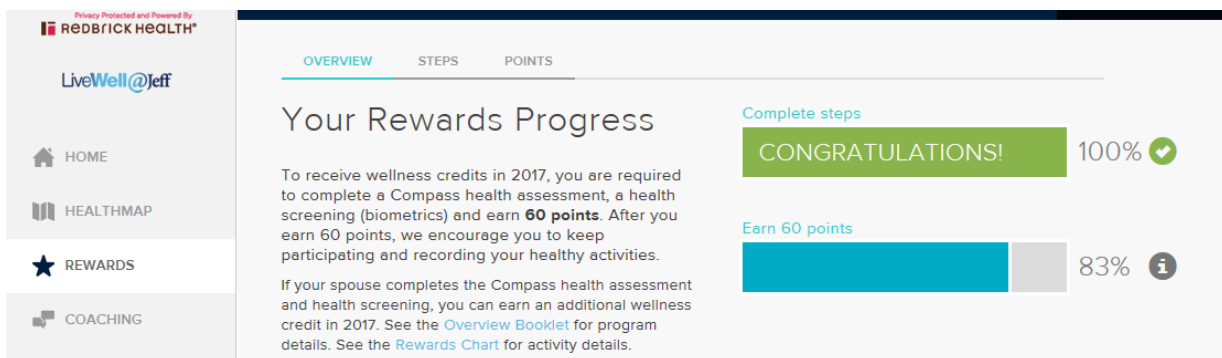 Privacy Protected and Powered By
REDBRICK HEALTH®
LiveWell@Jeff
HOME
HEALTHMAP
REWARDS
COACHING
OVERVIEW STEPS POINTS
Your Rewards Progress
To receive wellness credits in 2017, you are required
to complete a Compass health assessment, a health
screening (biometrics) and earn 60 points. After you
earn 60 points, we encourage you to keep
participating and recording your healthy activities.
If your spouse completes the Compass health assessment
and health screening, you can earn an additional wellness
credit in 2017. See the Overview Booklet for program
details. See the Rewards Chart for activity details.
Complete steps
CONGRATULATIONS! 100%
Earn 60 points
83%